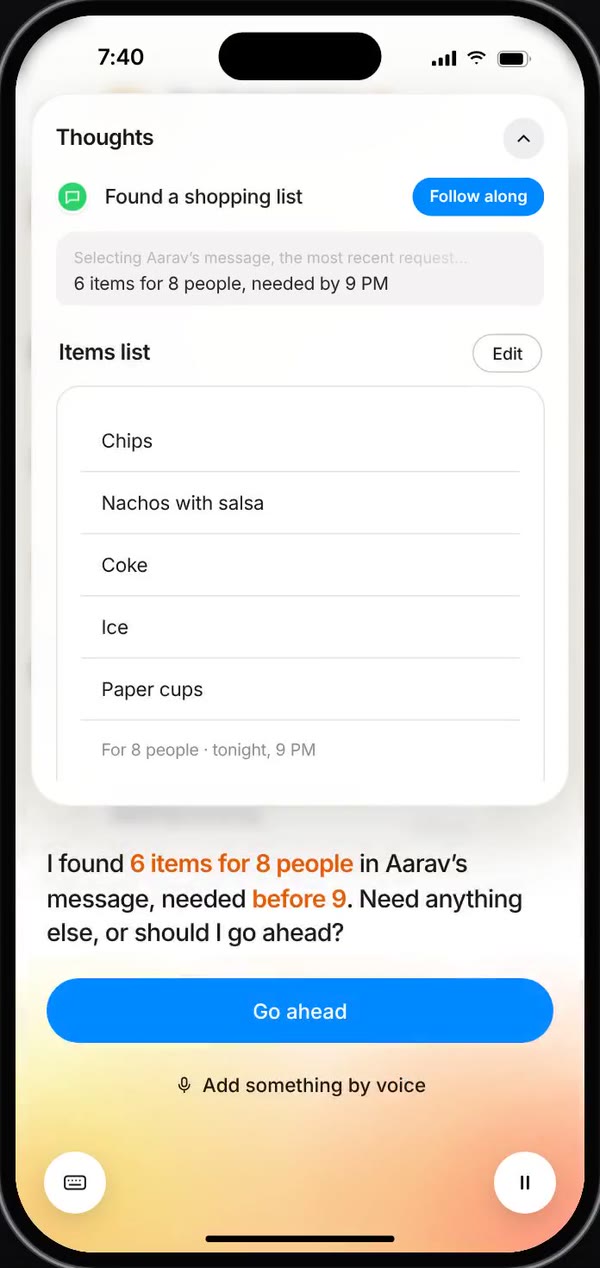 7:40
Thoughts
Found a shopping list
Follow along
Selecting Aarav’s message, the most recent request...
6 items for 8 people, needed by 9 PM
Items list
Edit
Chips
Nachos with salsa
Coke
Ice
Paper cups
For 8 people · tonight, 9 PM
I found 6 items for 8 people in Aarav’s
message, needed before 9. Need anything
else, or should I go ahead?
Go ahead
Add something by voice